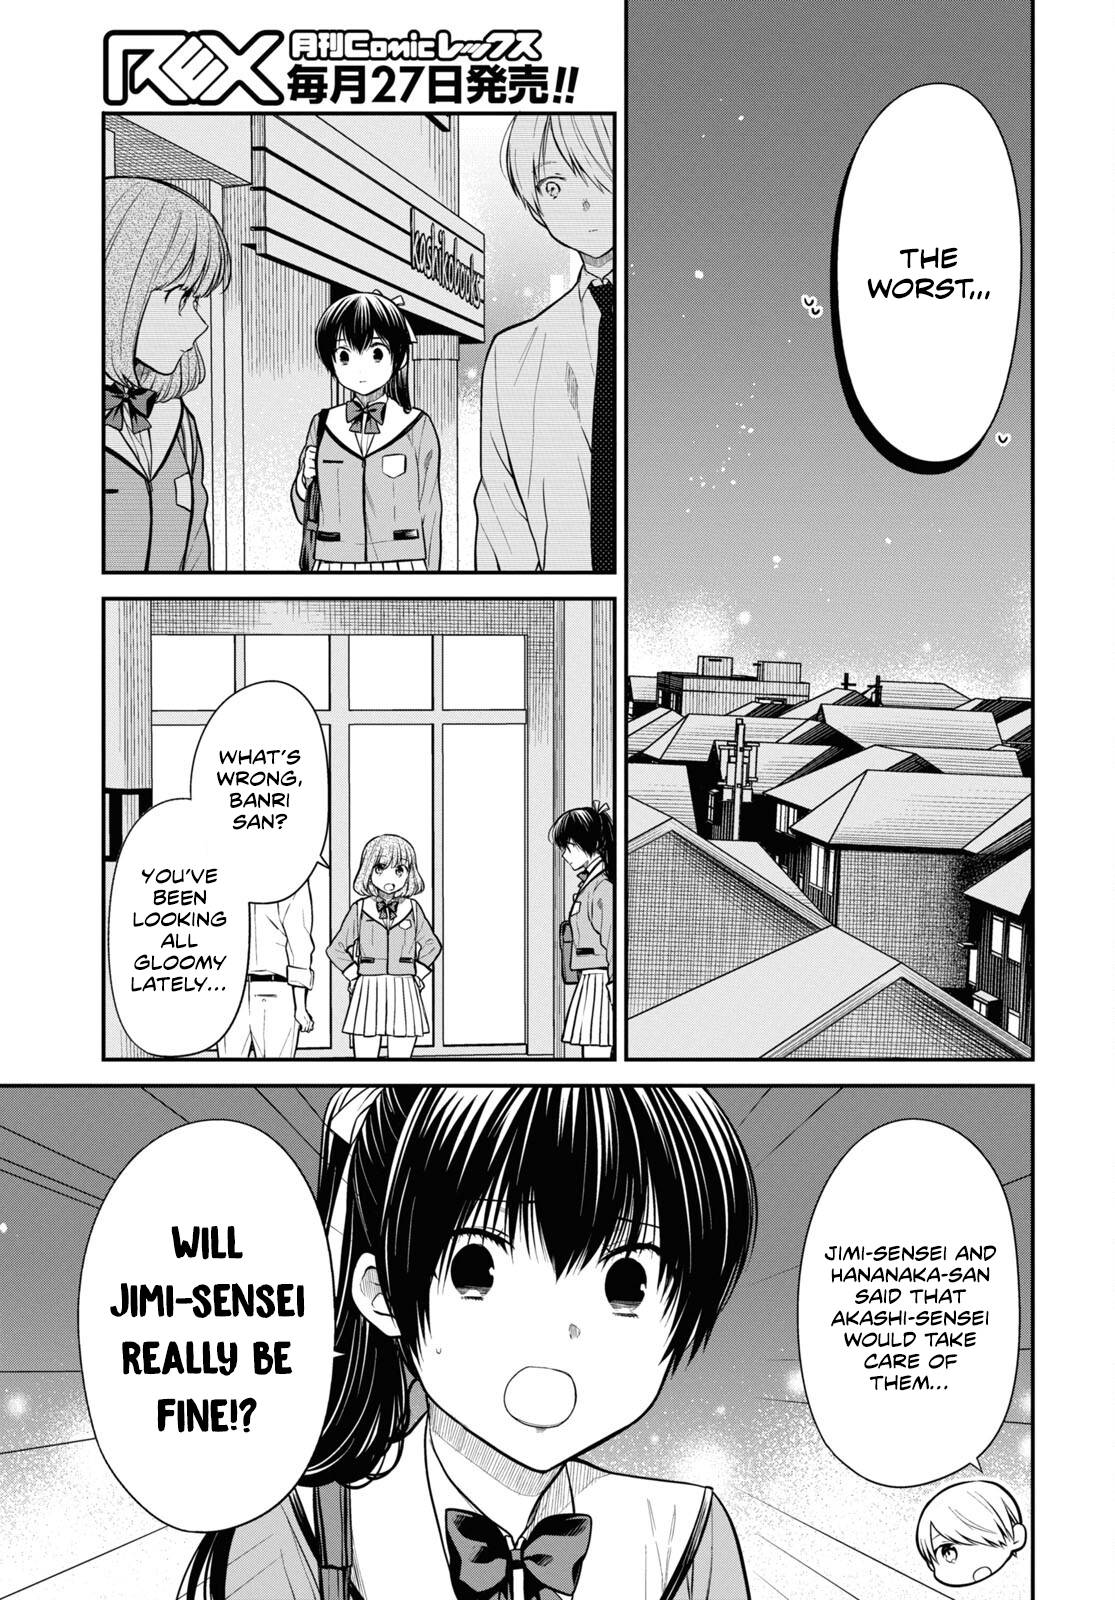 REX 月刊Comicレックス
毎月27日発売!!
THE
WORST...
koshikobooks
WHAT'S
WRONG,
BANRI
SAN?
YOU'VE
BEEN
LOOKING
ALL
GLOOMY
LATELY...
JIMI-SENSEI AND
HANANAKA-SAN
SAID THAT
AKASHI-SENSEI
WOULD TAKE
CARE OF
THEM...
WILL
JIMI-SENSEI
REALLY BE
FINE!?